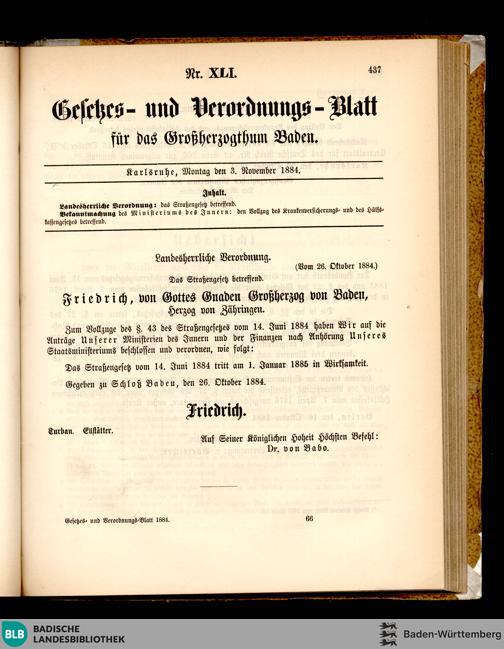 Nr. XLI.
437
Gesetzes- und Verordnungs-Blatt
für das Großherzogthum Baden.
Karlsruhe, Montag den 3. November 1884.
Inhalt.
Landesherrliche Verordnung: das Straßengesetz betreffend.
Bekanntmachung des Ministeriums des Innern: den Vollzug des Krankenversicherungs- und des Hülfs-
kassengesetzes betreffend.
Landesherrliche Verordnung.
(Vom 26. Oktober 1884.)
Das Straßengesetz betreffend.
Friedrich, von Gottes Gnaden Großherzog von Baden,
Herzog von Zähringen.
Zum Vollzuge des §. 43 des Straßengesetzes vom 14. Juni 1884 haben Wir auf die
Anträge Unserer Ministerien des Innern und der Finanzen nach Anhörung Unseres
Staatsministeriums beschlossen und verordnen, wie folgt:
Das Straßengesetz vom 14. Juni 1884 tritt am 1. Januar 1885 in Wirksamkeit.
Gegeben zu Schloß Baden, den 26. Oktober 1884.
Friedrich.
Turban. Ellstätter.
Auf Seiner Königlichen Hoheit Höchsten Befehl:
Dr. von Babo.
Gesetzes- und Verordnungs-Blatt 1884.
66
BLB
BADISCHE
LANDESBIBLIOTHEK
Baden-Württemberg